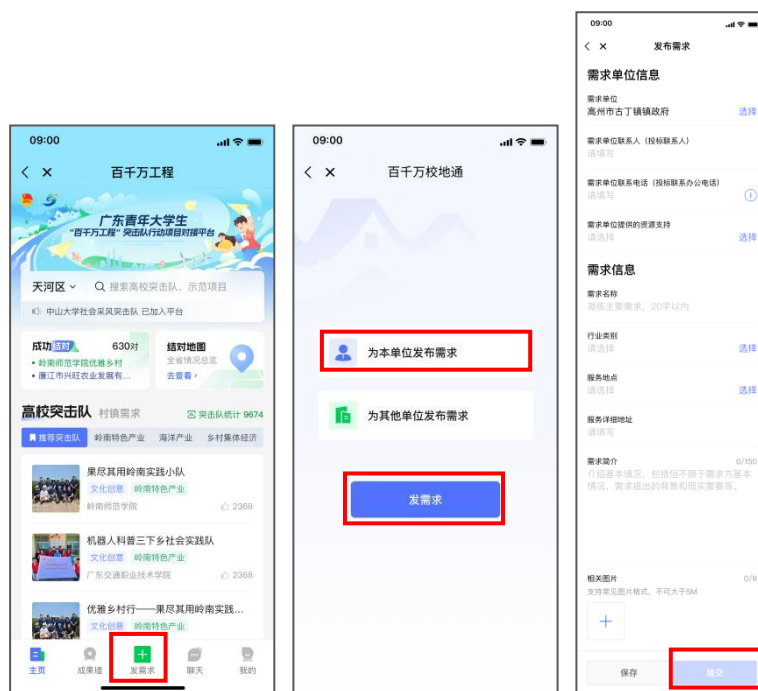 09:00
百千万工程
广东青年大学生
“百千万工程”突击队行动项目对接平台
天河区
搜索高校突击队、示范项目
中山大学社会采风突击队 已加入平台
成功结对 630对
• 岭南师范学院优雅乡村
• 廉江市兴旺农业发展有...
结对地图
全省情况总览
去查看 ›
高校突击队 村镇需求 突击队统计 9674
推荐突击队 岭南特色产业 海洋产业 乡村集体经济
果尽其用岭南实践小队
文化创意 岭南特色产业
岭南师范学院 2368
机器人科普三下乡社会实践队
文化创意 岭南特色产业
广东交通职业技术学院 2368
优雅乡村行——果尽其用岭南实践...
文化创意 岭南特色产业
主页 成果墙 发需求 聊天 我的
09:00
百千万校地通
为本单位发布需求
为其他单位发布需求
发需求
09:00
发布需求
需求单位信息
需求单位
高州市古丁镇镇政府 选择
需求单位联系人（投标联系人）
请填写
需求单位联系电话（投标联系办公电话）
请填写
需求单位提供的资源支持
请选择 选择
需求信息
需求名称
凝练主要需求，20字以内
行业类别
请选择 选择
服务地点
请选择 选择
服务详细地址
请填写
需求简介 0/150
介绍基本情况，包括但不限于需求方基本
情况、需求提出的背景和现实需要等。
相关图片 0/9
支持常见图片格式，不可大于5M
保存 提交